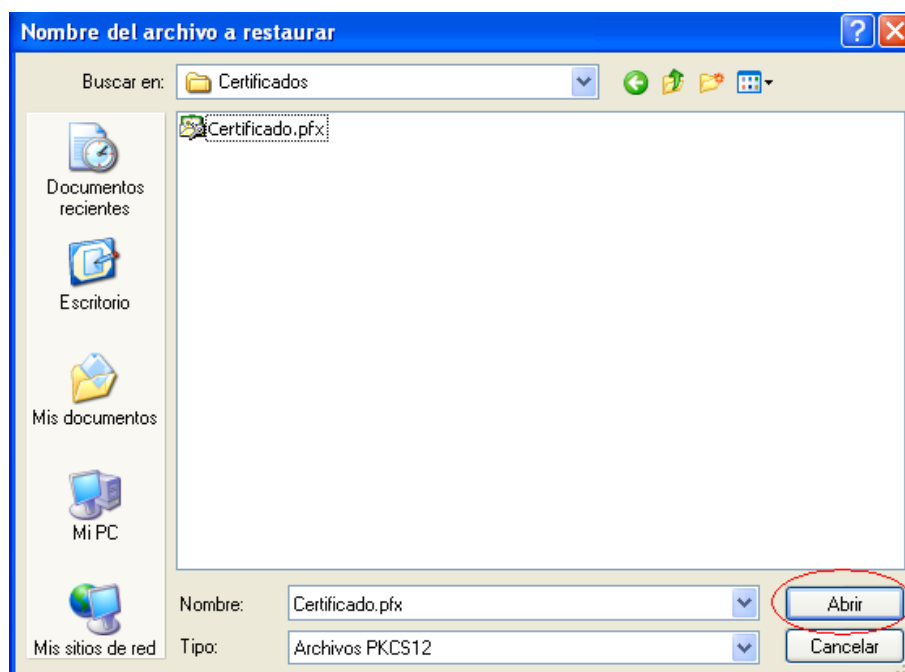 Nombre del archivo a restaurar
Buscar en:
Certificados
Certificado.pfx
Documentos
recientes
Escritorio
Mis documentos
Mi PC
Mis sitios de red
Nombre:
Certificado.pfx
Abrir
Tipo:
Archivos PKCS12
Cancelar